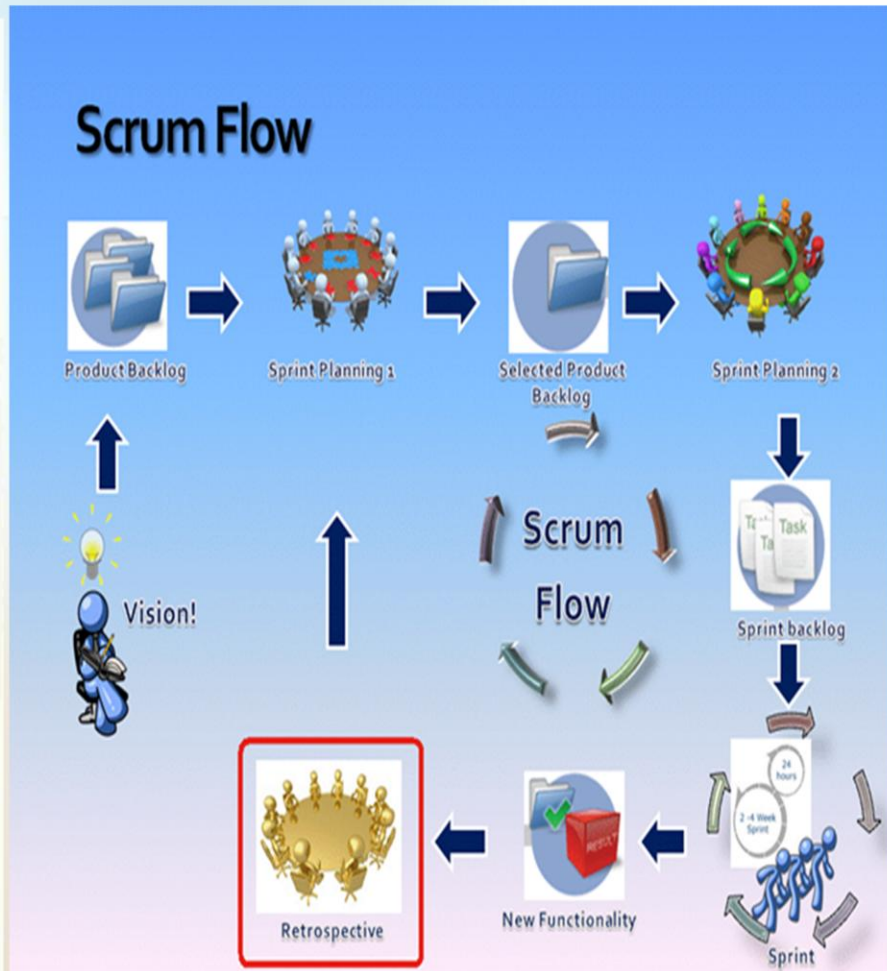 Scrum Flow
Product Backlog
Sprint Planning 1
Selected Product
Backlog
Sprint Planning 2
Vision!
Scrum
Flow
Task
Sprint backlog
24
hours
2 -4 Week
Sprint
RESULT
Retrospective
New Functionality
Sprint